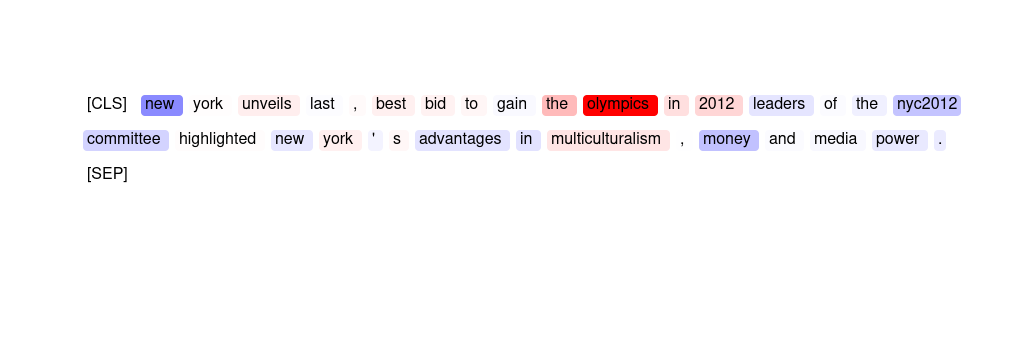 [CLS] new york unveils last , best bid to gain the olympics in 2012 leaders of the nyc2012
committee highlighted new york ' s advantages in multiculturalism , money and media power .
[SEP]